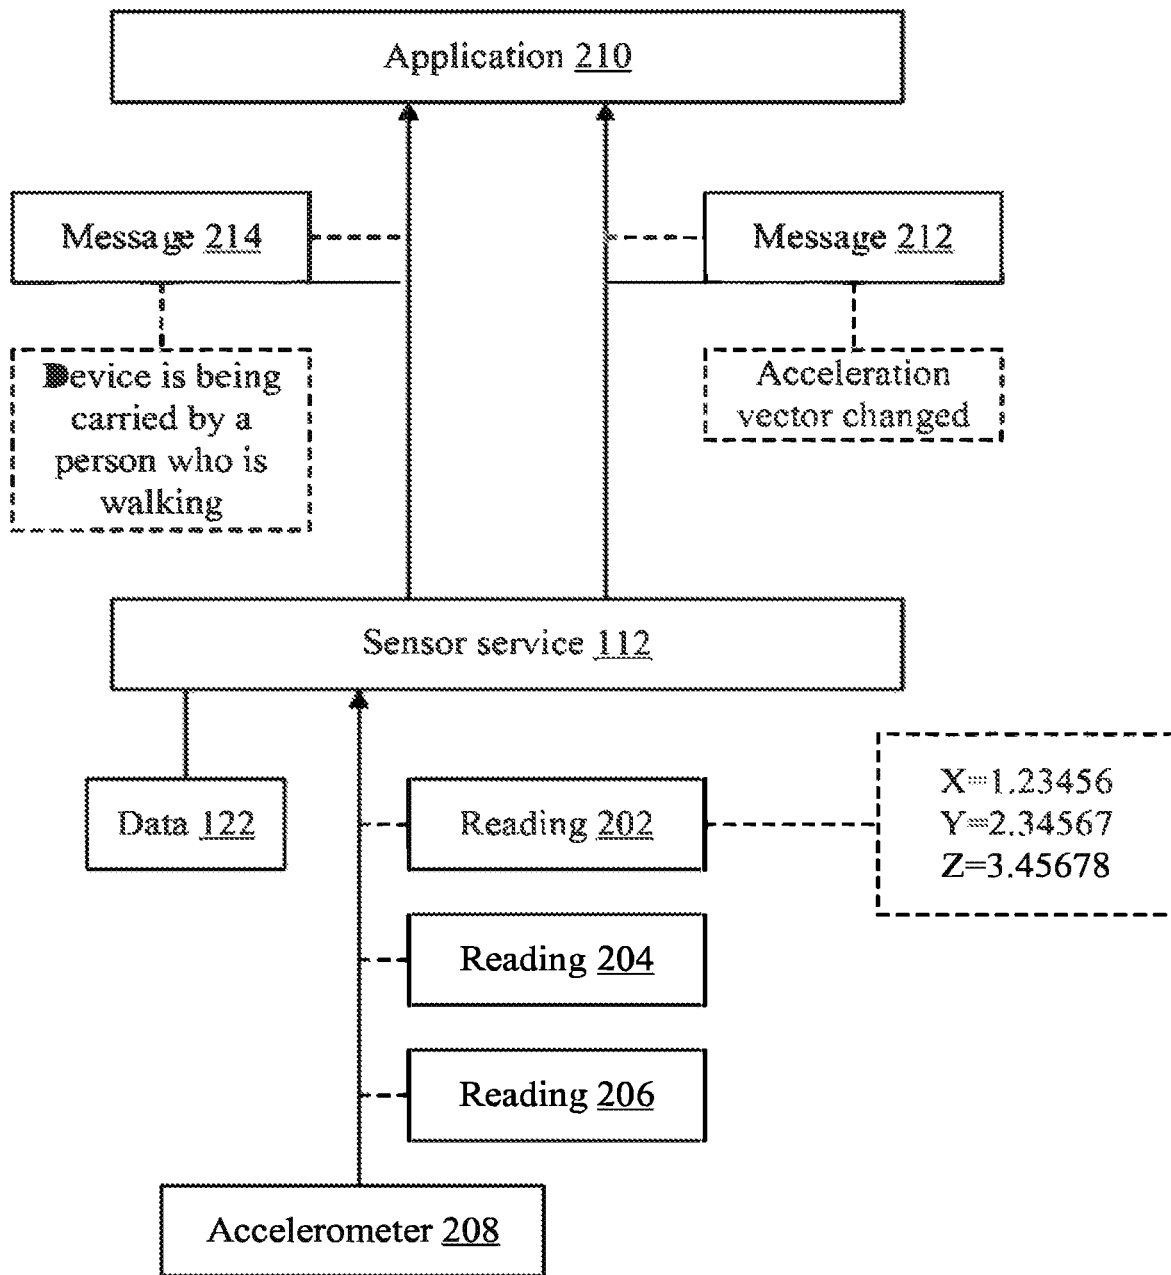 Application 210
Message 214
Message 212
Device is being
carried by a
person who is
walking
Acceleration
vector changed
Sensor service 112
Data 122
Reading 202
X=1.23456
Y=2.34567
Z=3.45678
Reading 204
Reading 206
Accelerometer 208